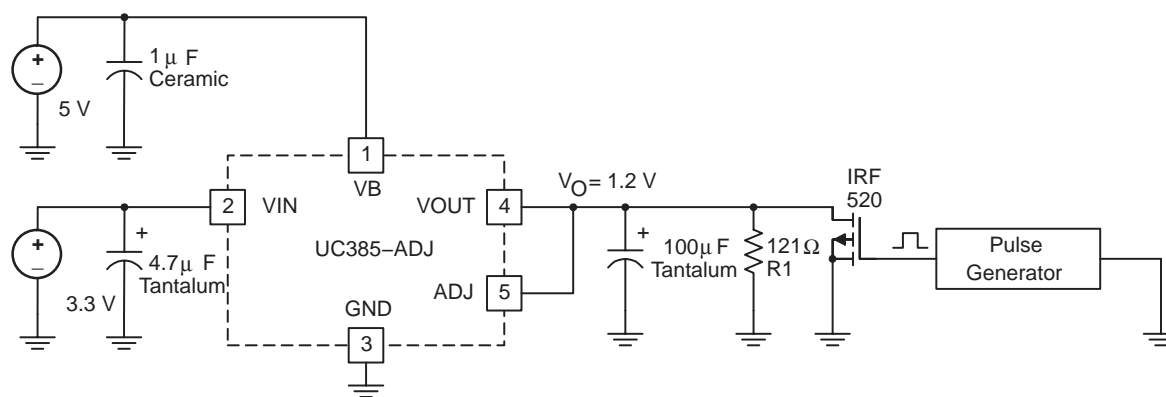 1 μ F
Ceramic
5 V
1
VB
2
VIN
VOUT
4
UC385–ADJ
ADJ
5
GND
3
+
4.7μ F
Tantalum
3.3 V
VO = 1.2 V
+
100μ F
Tantalum
121Ω
R1
IRF
520
Pulse
Generator